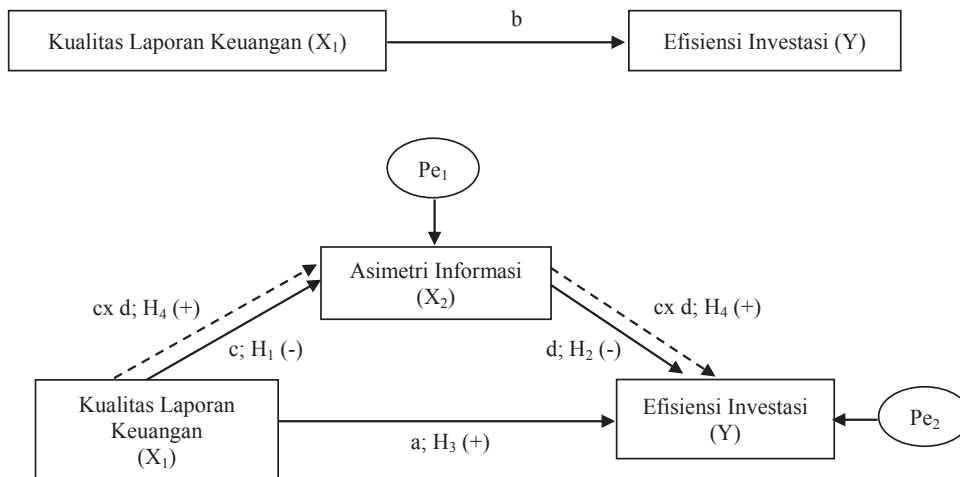 b
Kualitas Laporan Keuangan (X₁)
Efisiensi Investasi (Y)
Pe₁
Asimetri Informasi
(X₂)
cx d; H₄ (+)
cx d; H₄ (+)
c; H₁ (-)
d; H₂ (-)
Kualitas Laporan
Keuangan
(X₁)
a; H₃ (+)
Efisiensi Investasi
(Y)
Pe₂